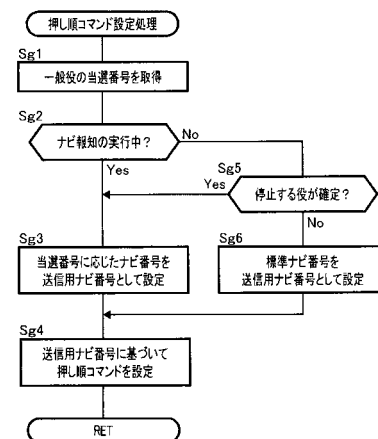 押し順コマンド設定処理
Sg1
一般役の当選番号を取得
Sg2
ナビ報知の実行中?
No
Yes
Sg5
停止する役が確定?
Yes
No
Sg3
当選番号に応じたナビ番号を
送信用ナビ番号として設定
Sg6
標準ナビ番号を
送信用ナビ番号として設定
Sg4
送信用ナビ番号に基づいて
押し順コマンドを設定
RET